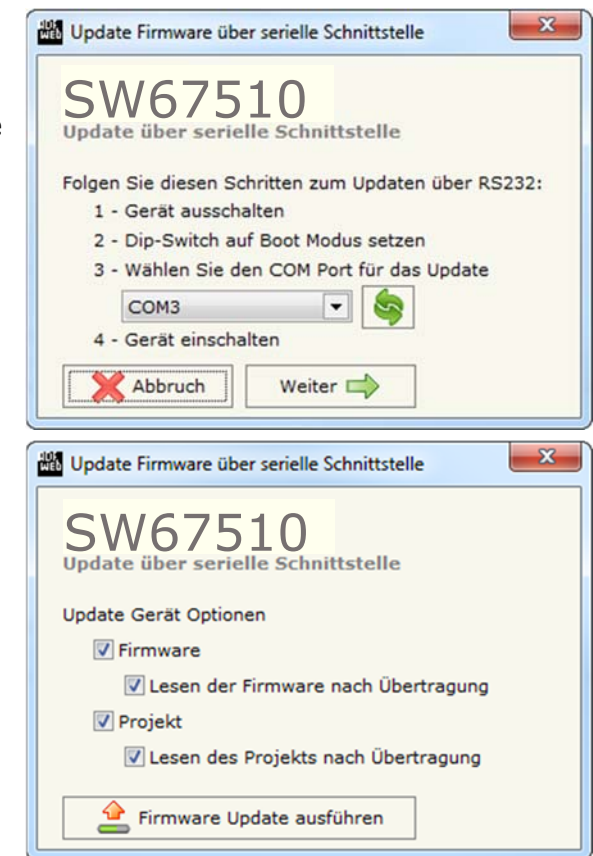 Update Firmware über serielle Schnittstelle
SW67510
Update über serielle Schnittstelle
Folgen Sie diesen Schritten zum Updaten über RS232:
1 - Gerät ausschalten
2 - Dip-Switch auf Boot Modus setzen
3 - Wählen Sie den COM Port für das Update
COM3
4 - Gerät einschalten
Abbruch Weiter
Update Firmware über serielle Schnittstelle
SW67510
Update über serielle Schnittstelle
Update Gerät Optionen
Firmware
Lesen der Firmware nach Übertragung
Projekt
Lesen des Projekts nach Übertragung
Firmware Update ausführen